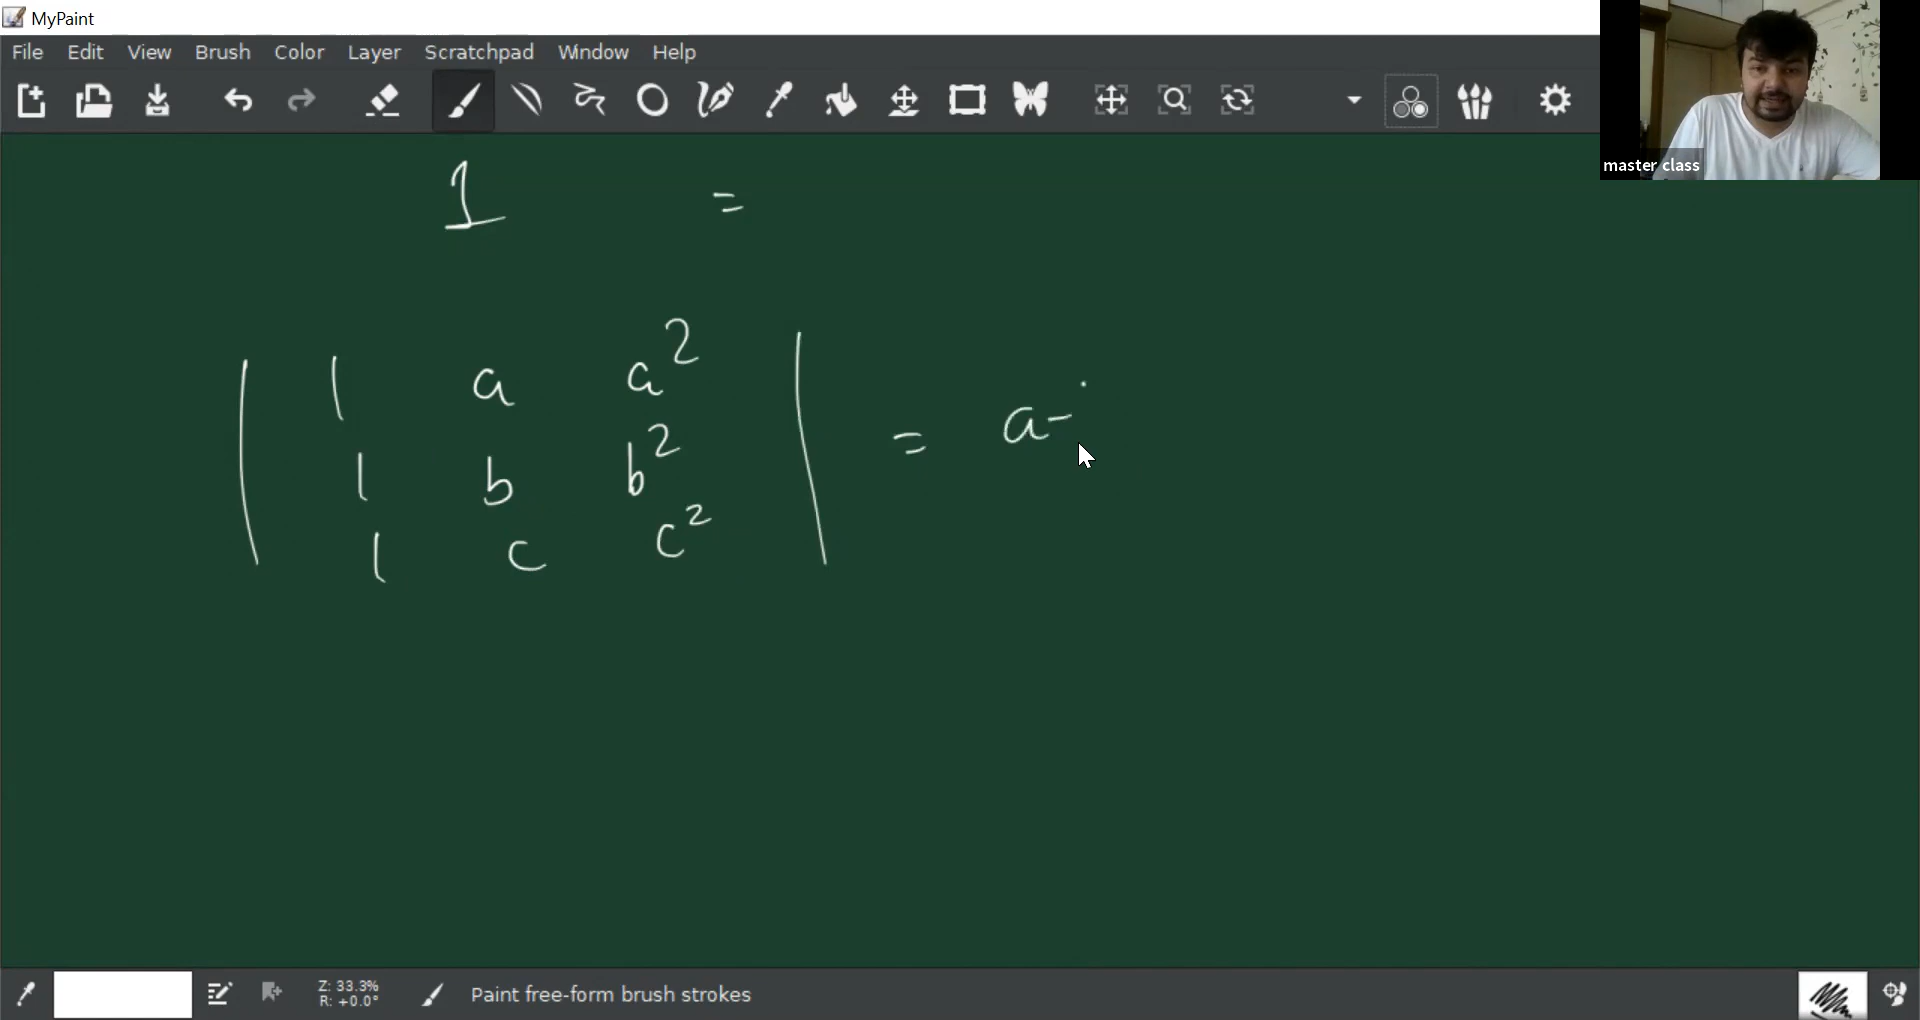 MyPaint
File Edit View Brush Color Layer Scratchpad Window Help
master class
1 =
| 1 a a² | = a-
1 b b²
1 c c²
Z: 33.3%
R: +0.0°
Paint free-form brush strokes